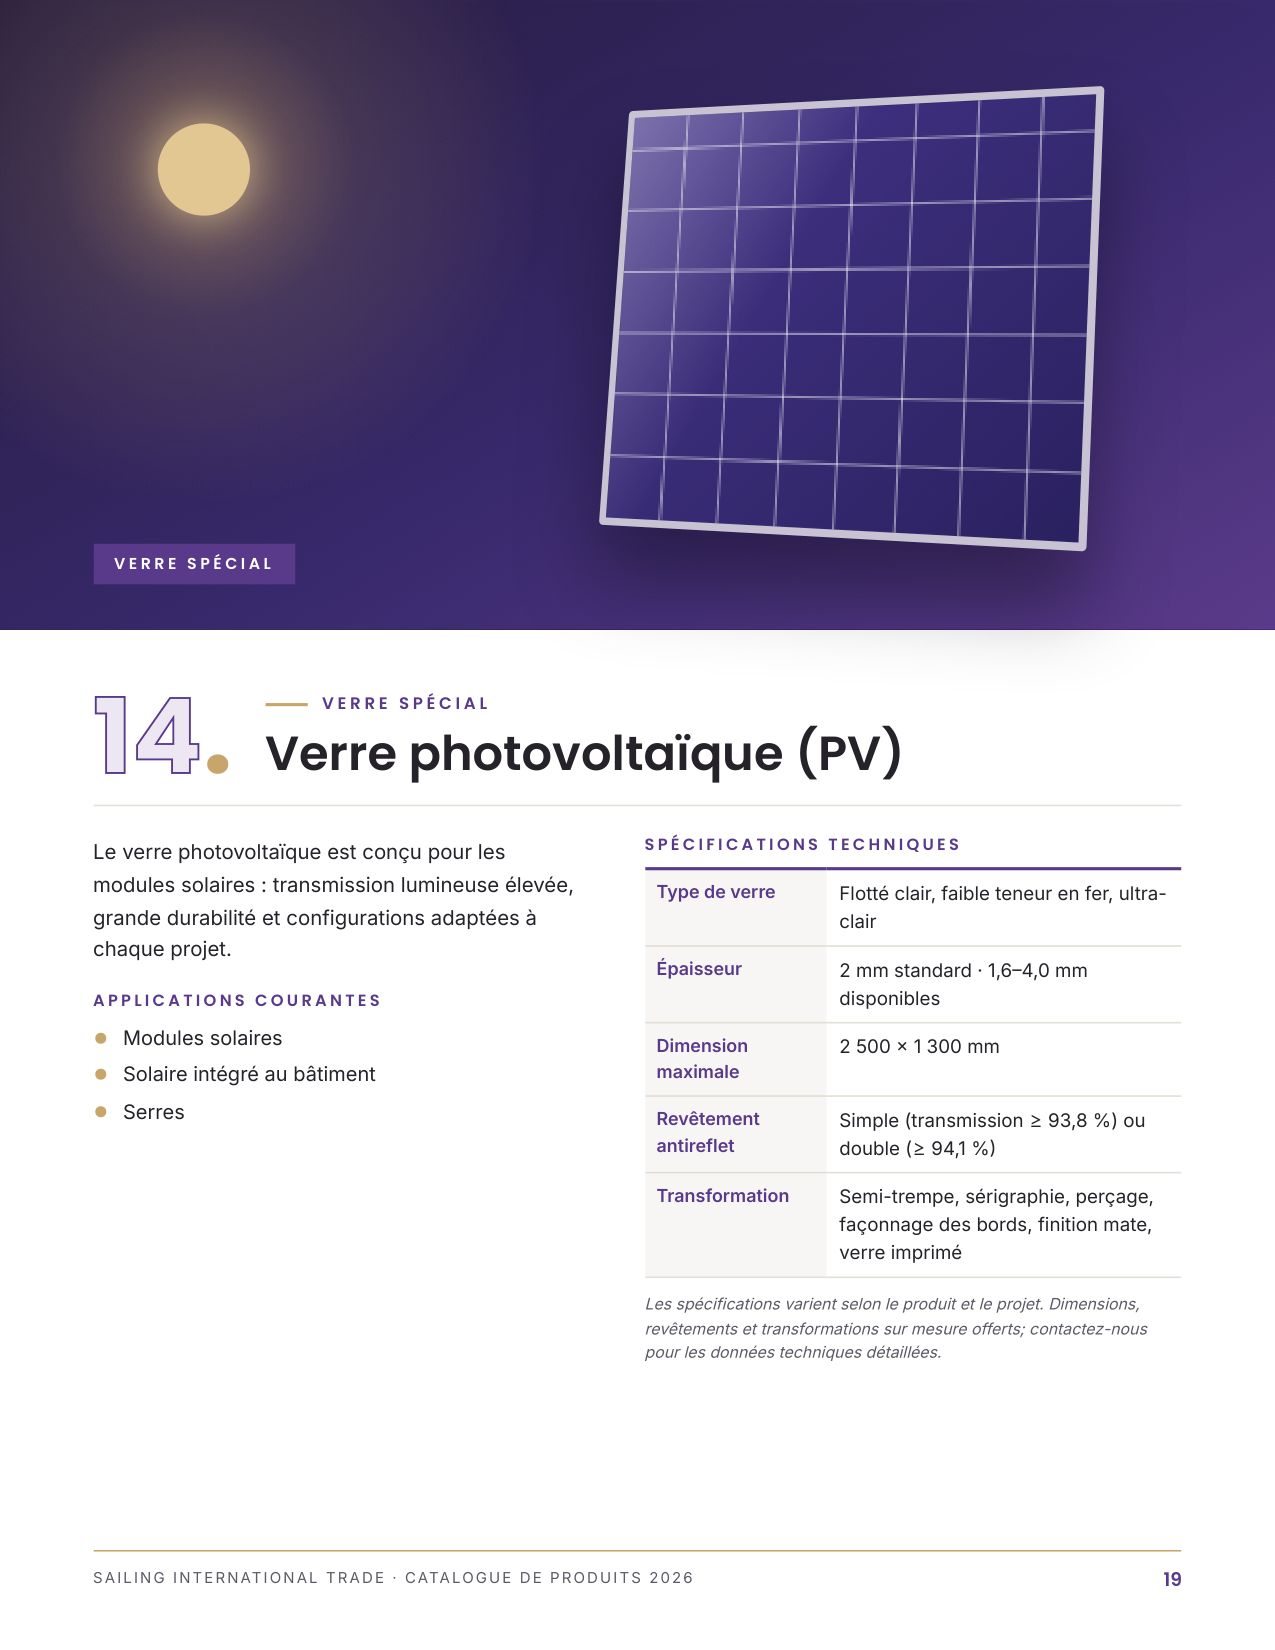 VERRE SPÉCIAL
14.
VERRE SPÉCIAL
Verre photovoltaïque (PV)
Le verre photovoltaïque est conçu pour les
modules solaires : transmission lumineuse élevée,
grande durabilité et configurations adaptées à
chaque projet.
APPLICATIONS COURANTES
Modules solaires
Solaire intégré au bâtiment
Serres
SPÉCIFICATIONS TECHNIQUES
Type de verre
Flotté clair, faible teneur en fer, ultra-
clair
Épaisseur
2 mm standard · 1,6–4,0 mm
disponibles
Dimension
maximale
2 500 × 1 300 mm
Revêtement
antireflet
Simple (transmission ≥ 93,8 %) ou
double (≥ 94,1 %)
Transformation
Semi-trempe, sérigraphie, perçage,
façonnage des bords, finition mate,
verre imprimé
Les spécifications varient selon le produit et le projet. Dimensions,
revêtements et transformations sur mesure offerts; contactez-nous
pour les données techniques détaillées.
SAILING INTERNATIONAL TRADE · CATALOGUE DE PRODUITS 2026
19